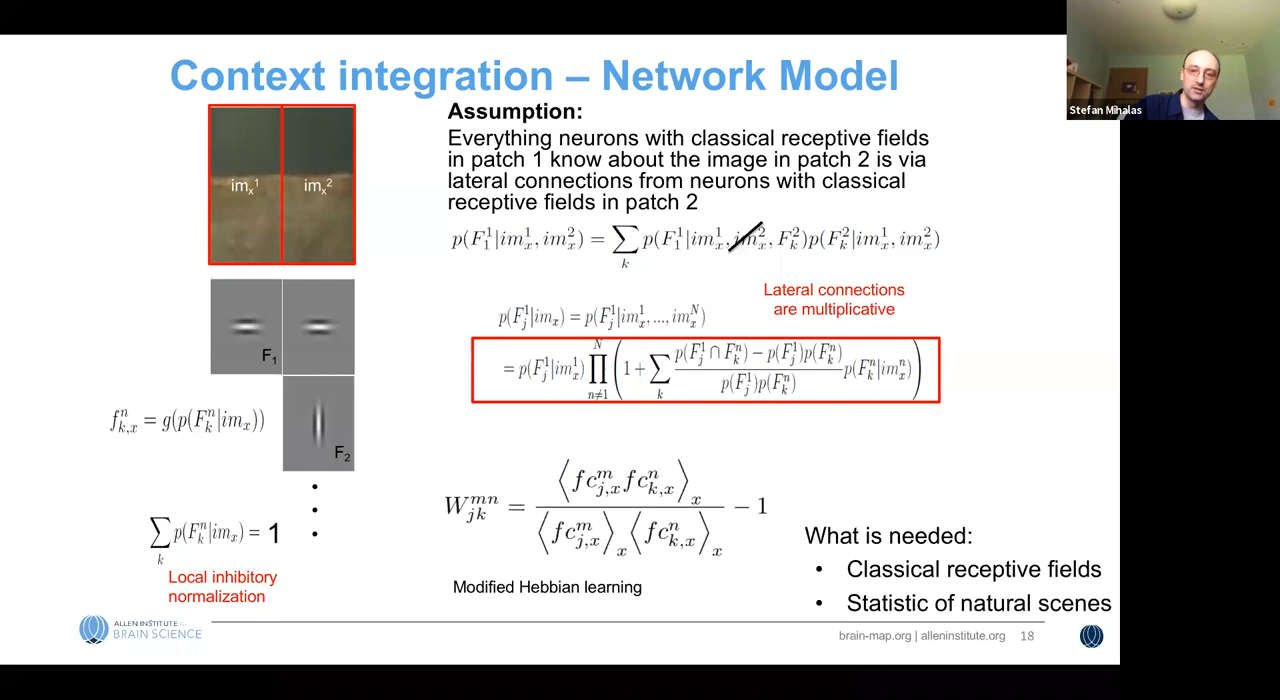 Context integration – Network Model
Stefan Mihalas
Assumption:
Everything neurons with classical receptive fields
in patch 1 know about the image in patch 2 is via
lateral connections from neurons with classical
receptive fields in patch 2
im_x^1 im_x^2
p(F_1^1|im_x^1, im_x^2) = ∑_k p(F_1^1|im_x^1, im_x^2, F_k^2)p(F_k^2|im_x^1, im_x^2)
Lateral connections
are multiplicative
p(F_j^1|im_x) = p(F_j^1|im_x^1, ..., im_x^N)
= p(F_j^1|im_x^1) ∏_{n≠1}^N (1 + ∑_k (p(F_j^1 ∩ F_k^n) − p(F_j^1)p(F_k^n)) / (p(F_j^1)p(F_k^n)) p(F_k^n|im_x^n))
F_1
f_{k,x}^n = g(p(F_k^n|im_x))
F_2
W_{jk}^{mn} = ⟨fc_{j,x}^m fc_{k,x}^n⟩_x / (⟨fc_{j,x}^m⟩_x ⟨fc_{k,x}^n⟩_x) − 1
∑_k p(F_k^n|im_x) = 1
Local inhibitory
normalization
Modified Hebbian learning
What is needed:
• Classical receptive fields
• Statistic of natural scenes
ALLEN INSTITUTE for
BRAIN SCIENCE
brain-map.org | alleninstitute.org 18